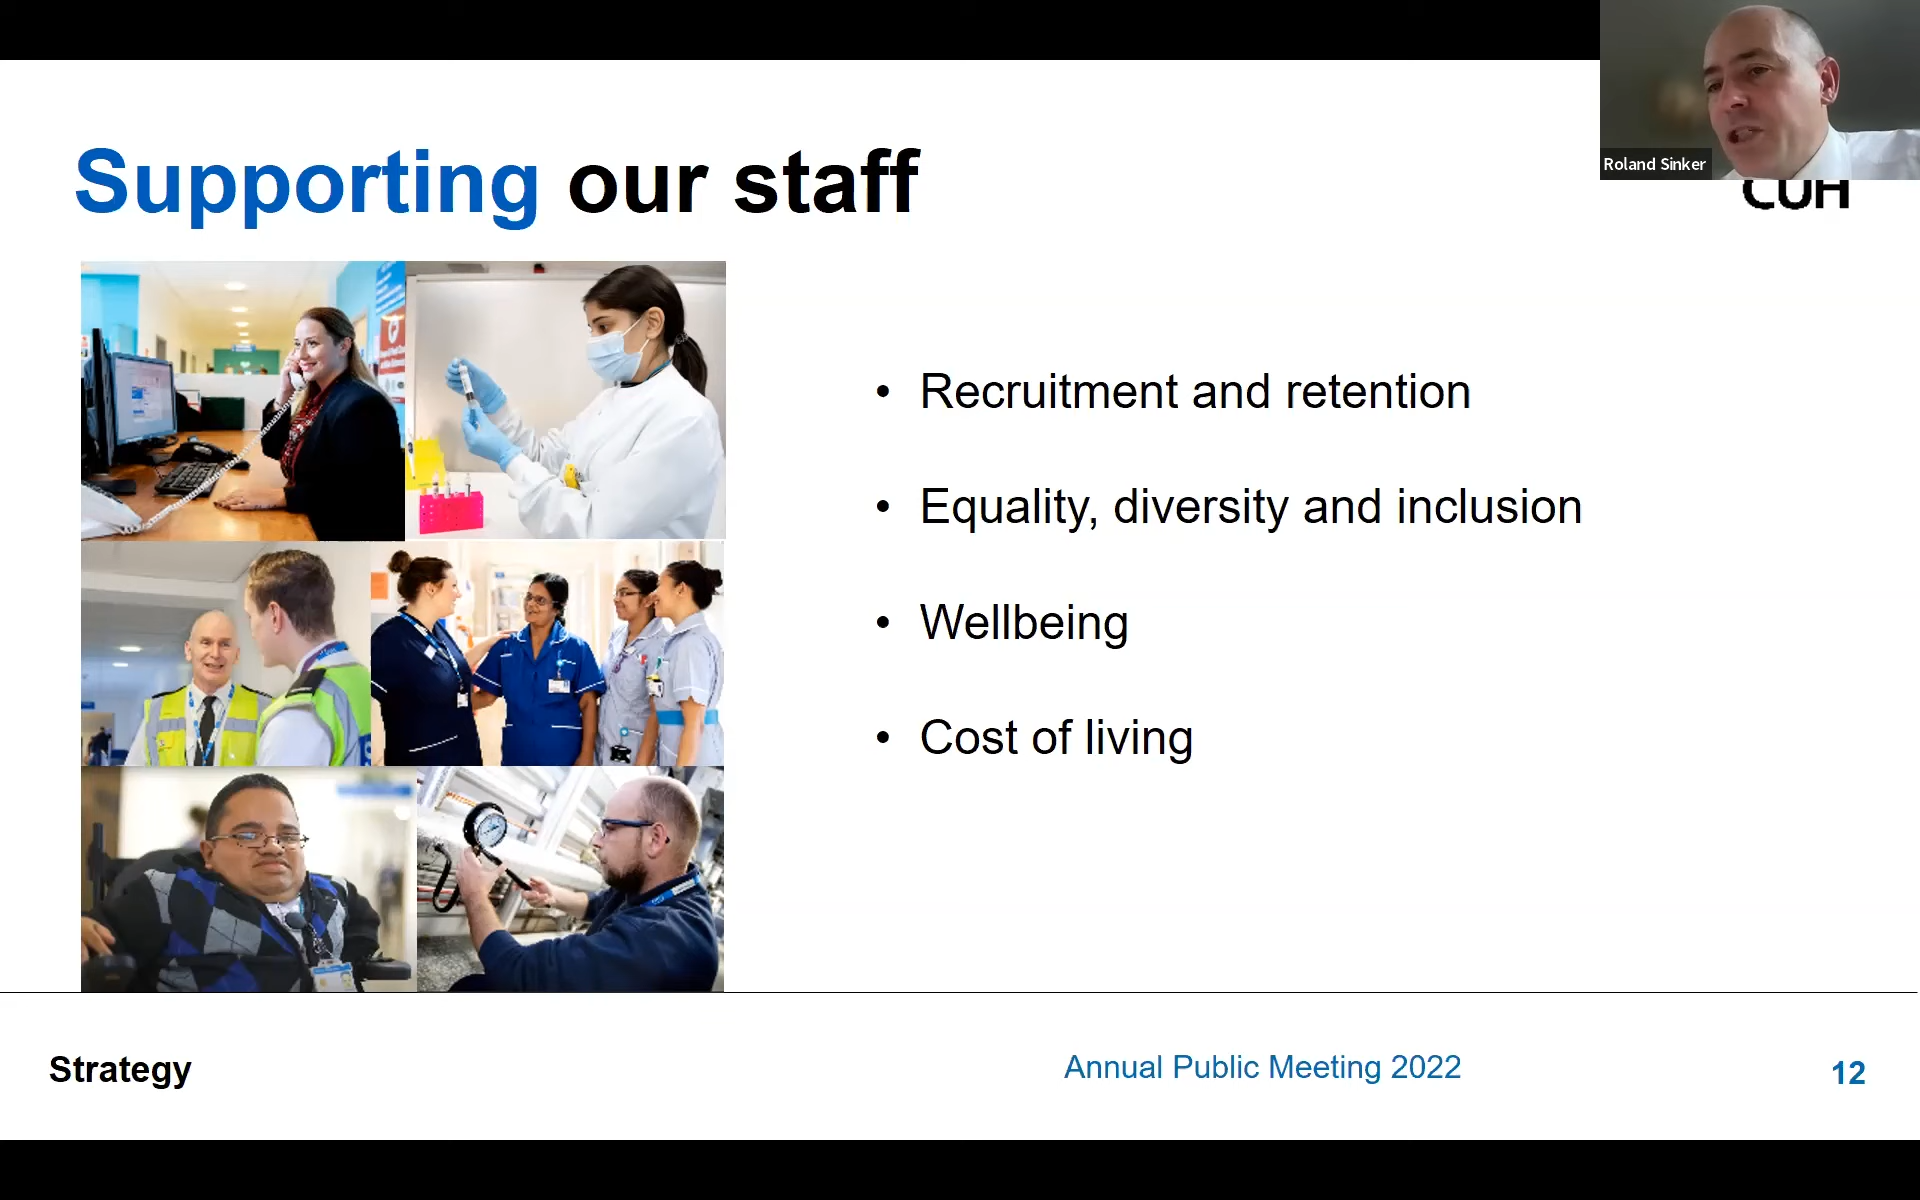 Roland Sinker
CUH
Supporting our staff
• Recruitment and retention
• Equality, diversity and inclusion
• Wellbeing
• Cost of living
Strategy
Annual Public Meeting 2022
12